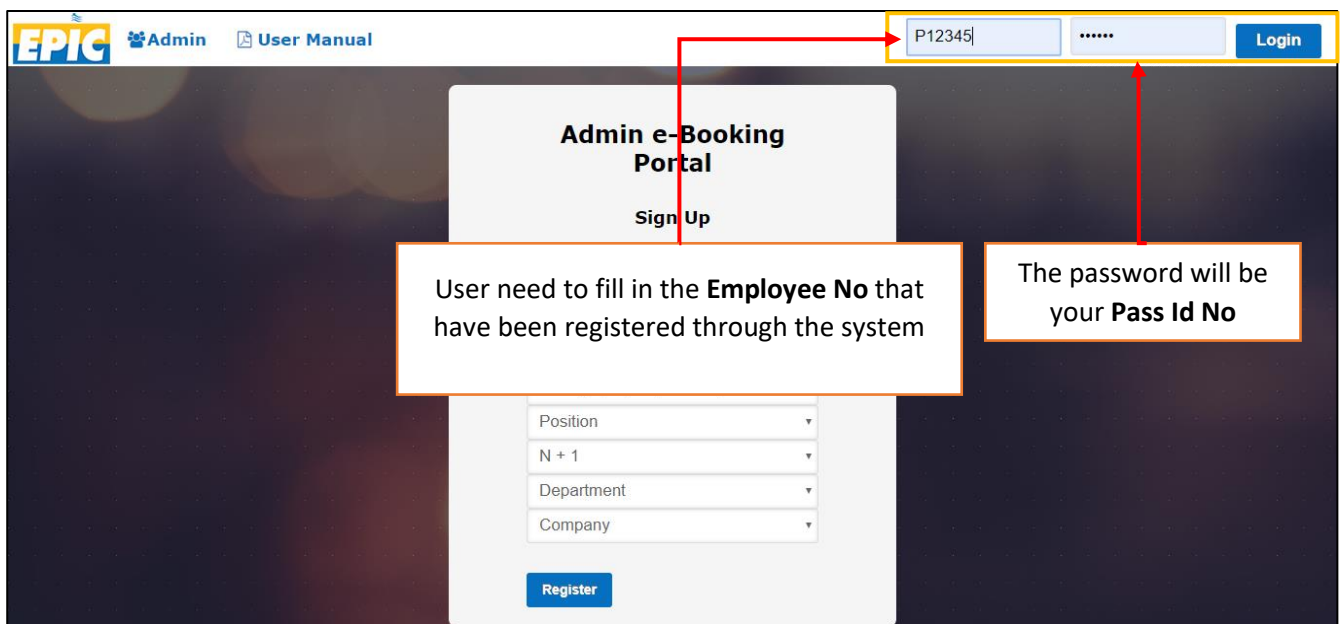 EPIC Admin User Manual P12345 •••••• Login
Admin e-Booking
Portal
Sign Up
User need to fill in the Employee No that
have been registered through the system
The password will be
your Pass Id No
Position
N + 1
Department
Company
Register